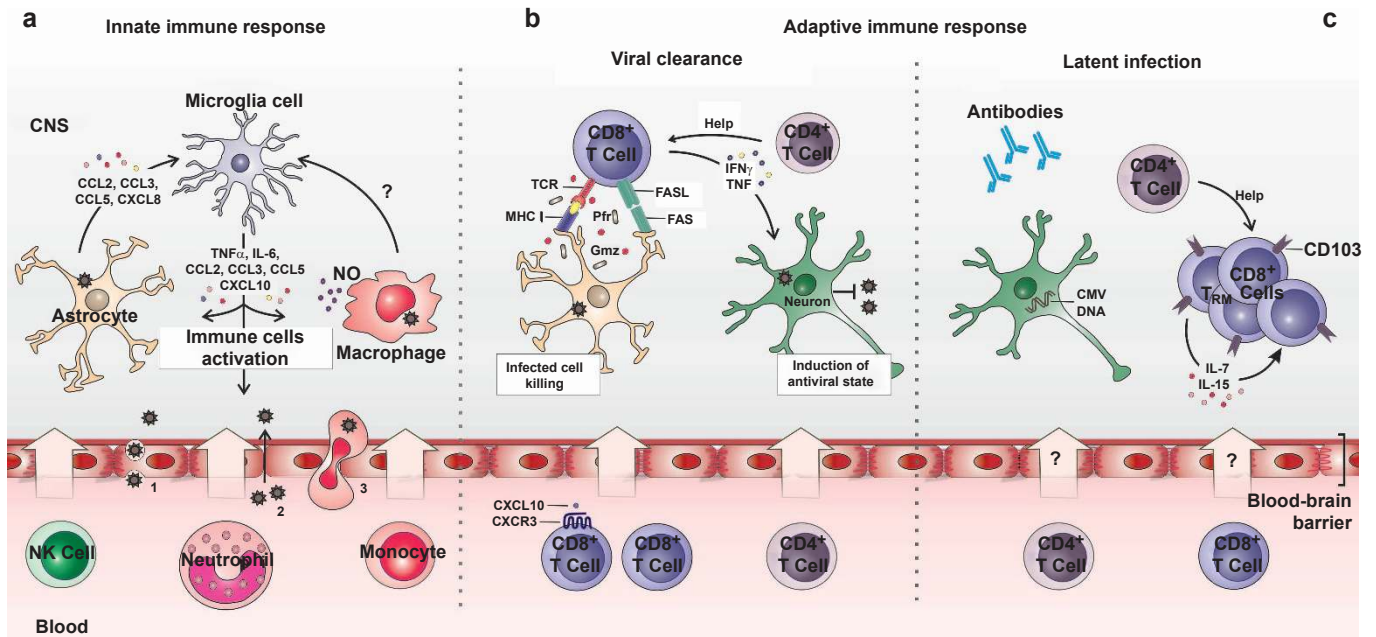 a
Innate immune response
b
Adaptive immune response
c
Viral clearance
Latent infection
CNS
Microglia cell
CCL2, CCL3,
CCL5, CXCL8
?
TNFα, IL-6,
CCL2, CCL3, CCL5
CXCL10
NO
Astrocyte
Immune cells
activation
Macrophage
1
2
3
NK Cell
Neutrophil
Monocyte
Blood
CD8+
T Cell
Help
CD4+
T Cell
IFNγ
TNF
TCR
FASL
MHC I
Pfr
FAS
Gmz
Neuron
Infected cell
killing
Induction of
antiviral state
CXCL10
CXCR3
CD8+
T Cell
CD8+
T Cell
CD4+
T Cell
Antibodies
CD4+
T Cell
Help
CD103
CD8+
TRM Cells
CMV
DNA
IL-7
IL-15
?
?
Blood-brain
barrier
CD4+
T Cell
CD8+
T Cell